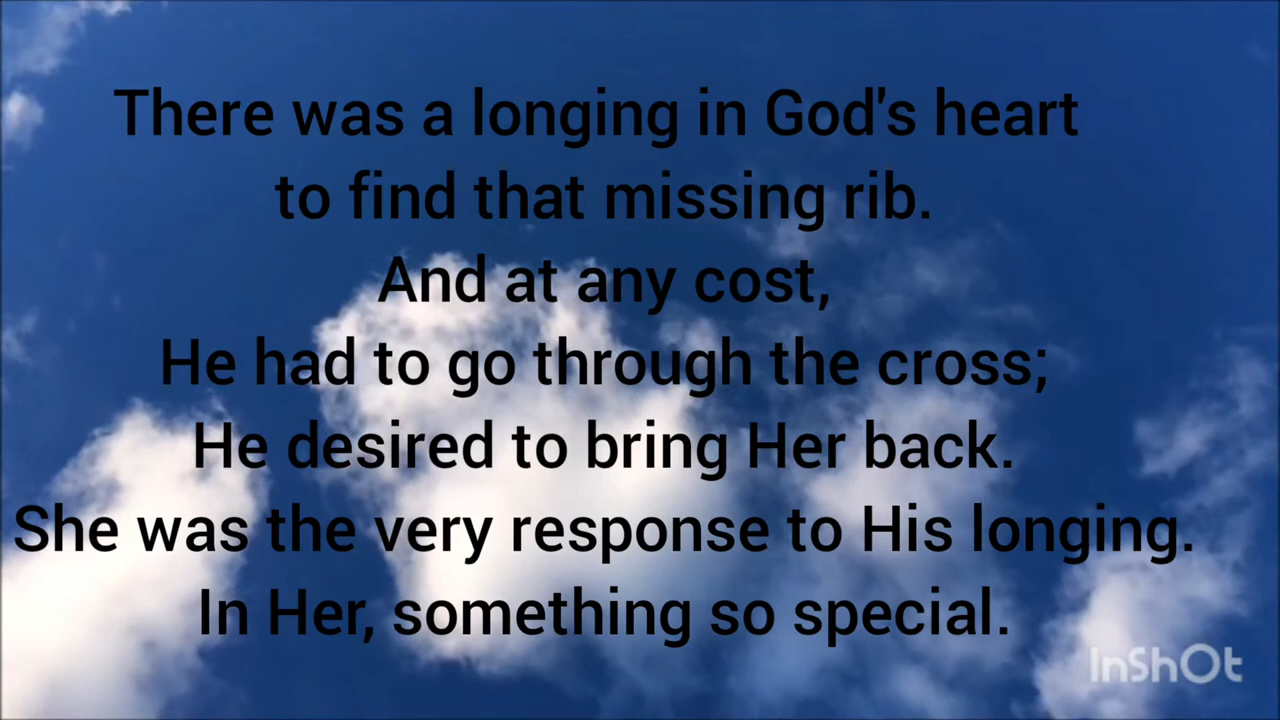 There was a longing in God's heart
to find that missing rib.
And at any cost,
He had to go through the cross;
He desired to bring Her back.
She was the very response to His longing.
In Her, something so special.
InShOt